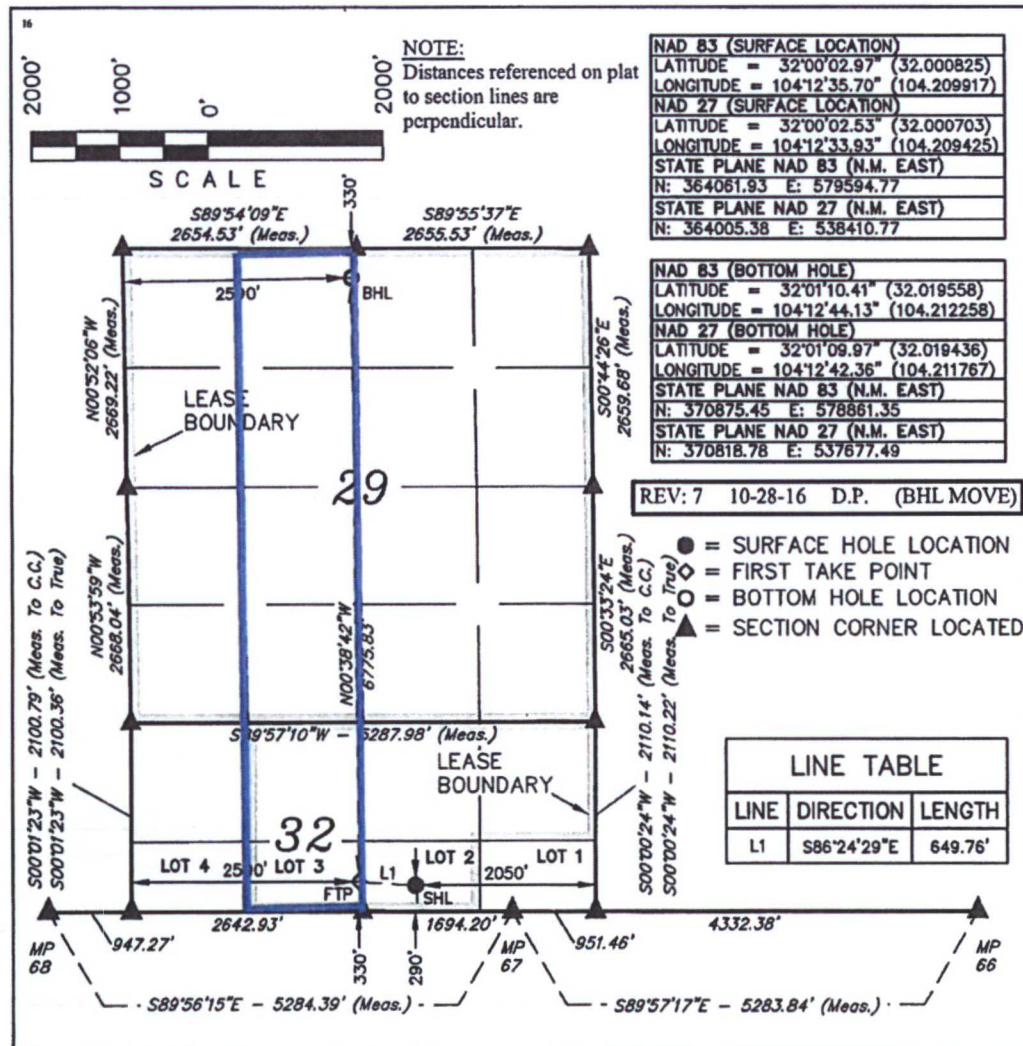 16
2000'
1000'
0'
2000'
SCALE
NOTE:
Distances referenced on plat
to section lines are
perpendicular.
NAD 83 (SURFACE LOCATION)
LATITUDE = 32°00'02.97" (32.000825)
LONGITUDE = 104°12'35.70" (104.209917)
NAD 27 (SURFACE LOCATION)
LATITUDE = 32°00'02.53" (32.000703)
LONGITUDE = 104°12'33.93" (104.209425)
STATE PLANE NAD 83 (N.M. EAST)
N: 364061.93 E: 579594.77
STATE PLANE NAD 27 (N.M. EAST)
N: 364005.38 E: 538410.77
NAD 83 (BOTTOM HOLE)
LATITUDE = 32°01'10.41" (32.019558)
LONGITUDE = 104°12'44.13" (104.212258)
NAD 27 (BOTTOM HOLE)
LATITUDE = 32°01'09.97" (32.019436)
LONGITUDE = 104°12'42.36" (104.211767)
STATE PLANE NAD 83 (N.M. EAST)
N: 370875.45 E: 578861.35
STATE PLANE NAD 27 (N.M. EAST)
N: 370818.78 E: 537677.49
REV: 7 10-28-16 D.P. (BHL MOVE)
= SURFACE HOLE LOCATION
= FIRST TAKE POINT
= BOTTOM HOLE LOCATION
= SECTION CORNER LOCATED
LINE TABLE
LINE DIRECTION LENGTH
L1 S86°24'29"E 649.76'
330'
S89°54'09"E
2654.53' (Meas.)
S89°55'37"E
2655.53' (Meas.)
2590'
BHL
N00°52'06"W
2669.22' (Meas.)
S00°44'26"E
2659.68' (Meas.)
LEASE
BOUNDARY
29
N00°53'59"W
2668.04' (Meas.)
N00°38'42"W
6775.83'
S00°33'24"E
2665.03' (Meas.)
S89°57'10"W - 5287.98' (Meas.)
S00°01'23"W - 2100.79' (Meas. To C.C.)
S00°01'23"W - 2100.36' (Meas. To True)
S00°00'24"W - 2110.14' (Meas. To C.C.)
S00°00'24"W - 2110.22' (Meas. To True)
LEASE
BOUNDARY
32
LOT 4
LOT 3
LOT 2
LOT 1
2590'
L1
2050'
FTP
SHL
947.27'
2642.93'
1694.20'
951.46'
4332.38'
MP
68
330'
290'
MP
67
MP
66
S89°56'15"E - 5284.39' (Meas.)
S89°57'17"E - 5283.84' (Meas.)